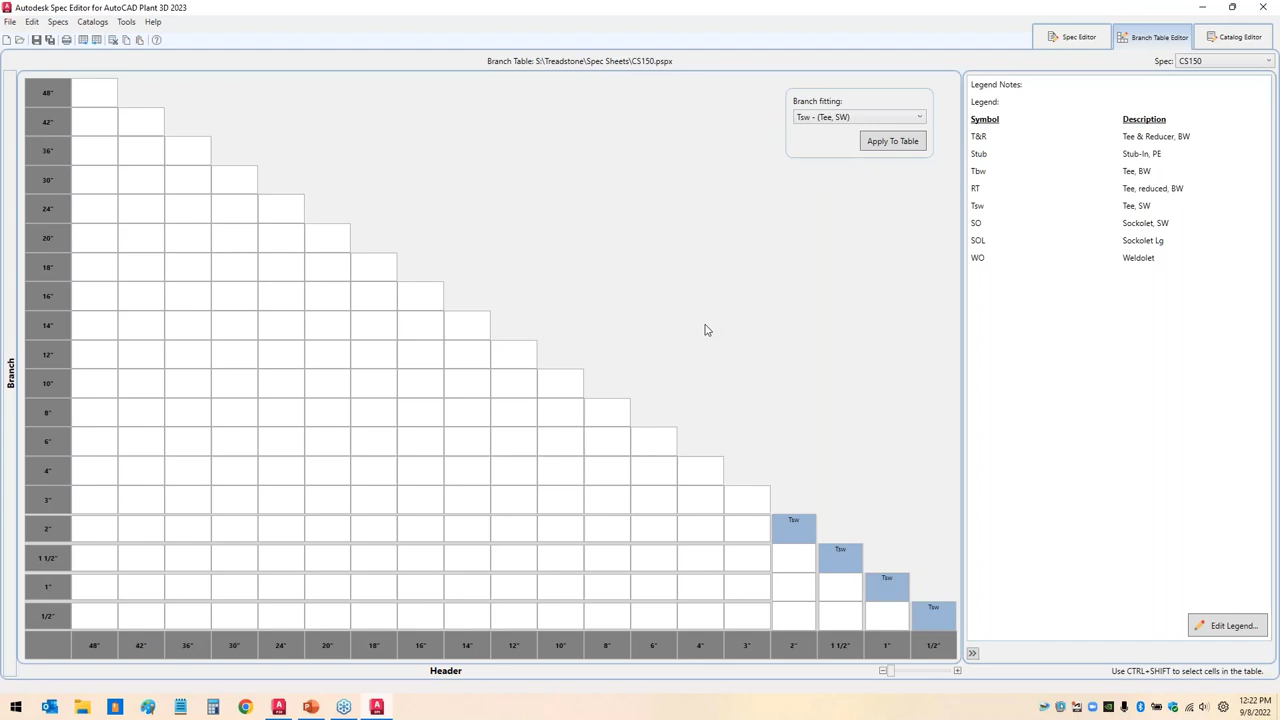 Autodesk Spec Editor for AutoCAD Plant 3D 2023
File Edit Specs Catalogs Tools Help
Spec Editor Branch Table Editor Catalog Editor
Branch Table: S:\Treadstone\Spec Sheets\CS150.pspx
Spec: CS150
Branch fitting:
Tsw - (Tee, SW)
Apply To Table
48"
42"
36"
30"
24"
20"
18"
16"
14"
12"
10"
8"
6"
4"
3"
2" Tsw
1 1/2" Tsw
1" Tsw
1/2" Tsw
48" 42" 36" 30" 24" 20" 18" 16" 14" 12" 10" 8" 6" 4" 3" 2" 1 1/2" 1" 1/2"
Branch
Header
Legend Notes:
Legend:
Symbol Description
T&R Tee & Reducer, BW
Stub Stub-In, PE
Tbw Tee, BW
RT Tee, reduced, BW
Tsw Tee, SW
SO Sockolet, SW
SOL Sockolet Lg
WO Weldolet
Edit Legend...
Use CTRL+SHIFT to select cells in the table.
12:22 PM
9/8/2022